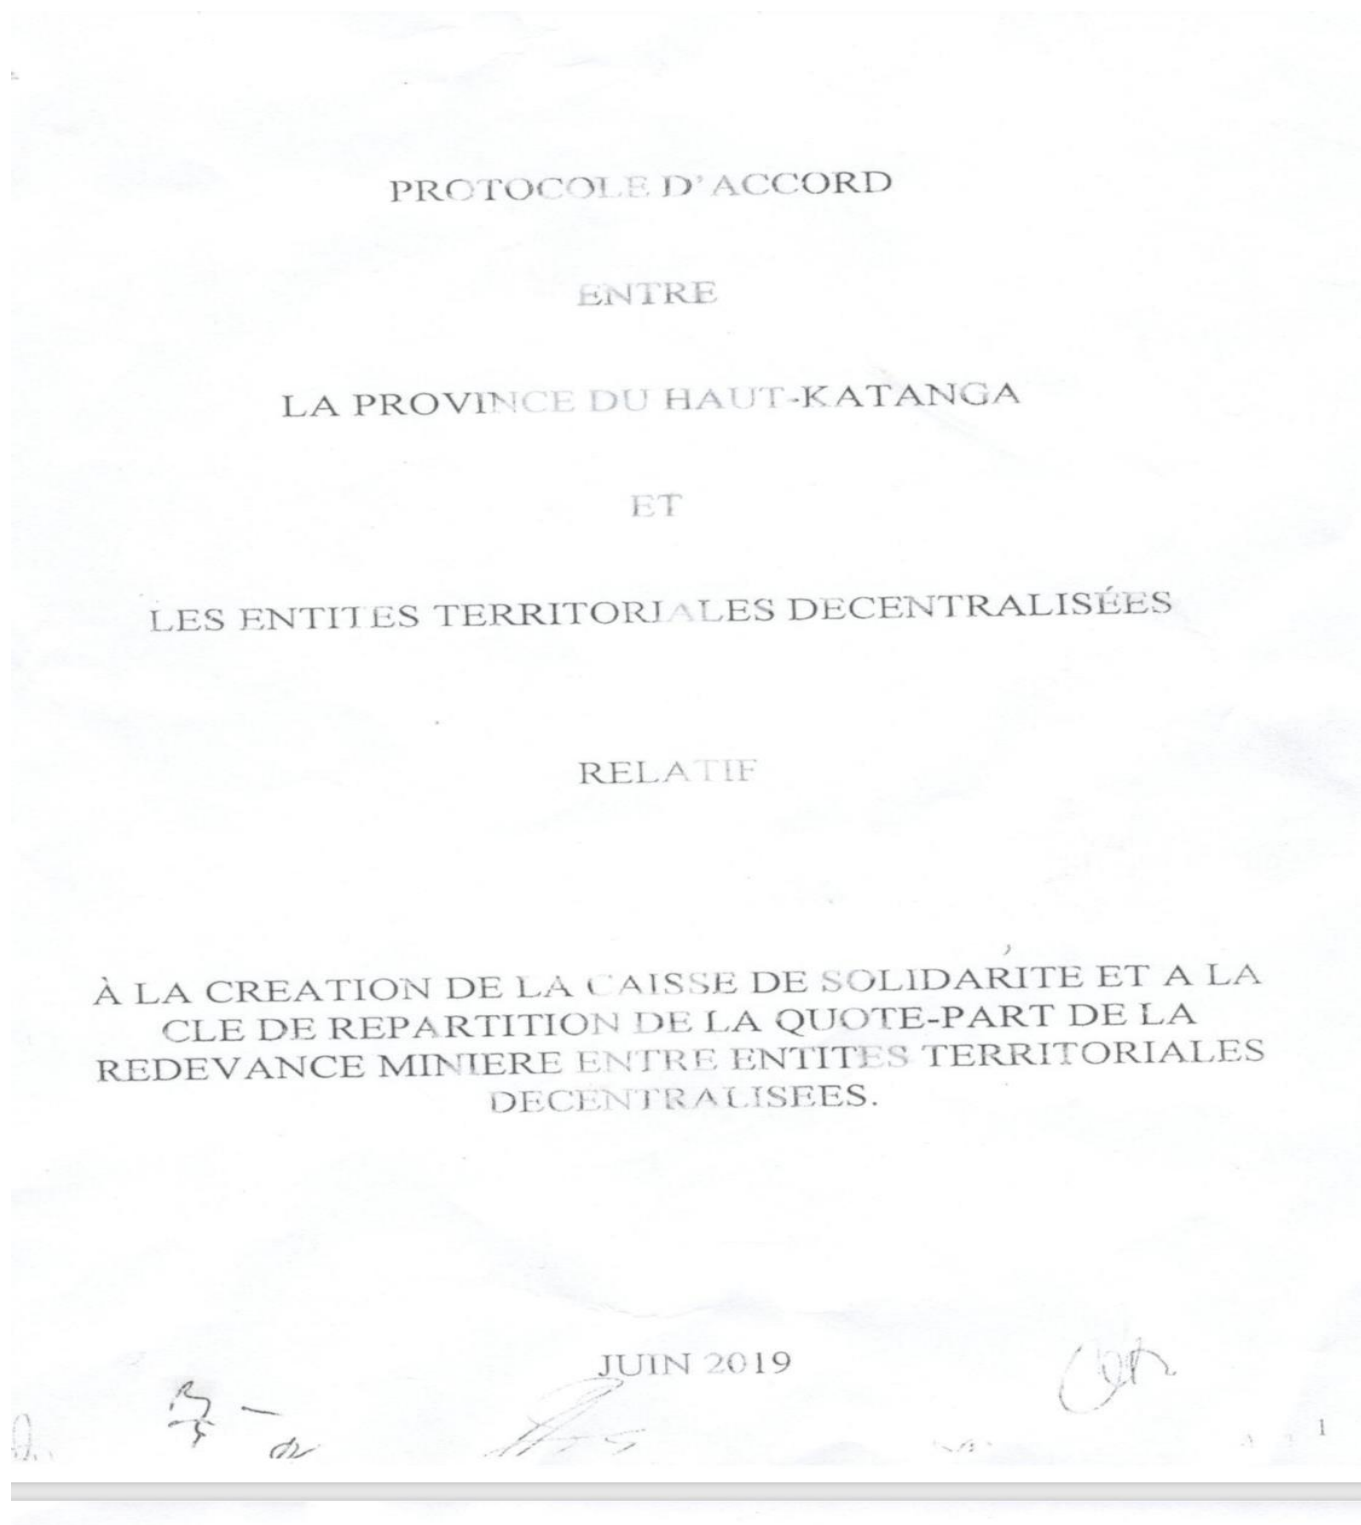 PROTOCOLE D'ACCORD
ENTRE
LA PROVINCE DU HAUT-KATANGA
ET
LES ENTITES TERRITORIALES DECENTRALISÉES
RELATIF
À LA CREATION DE LA CAISSE DE SOLIDARITE ET A LA
CLE DE REPARTITION DE LA QUOTE-PART DE LA
REDEVANCE MINIERE ENTRE ENTITES TERRITORIALES
DECENTRALISEES.
JUIN 2019
1